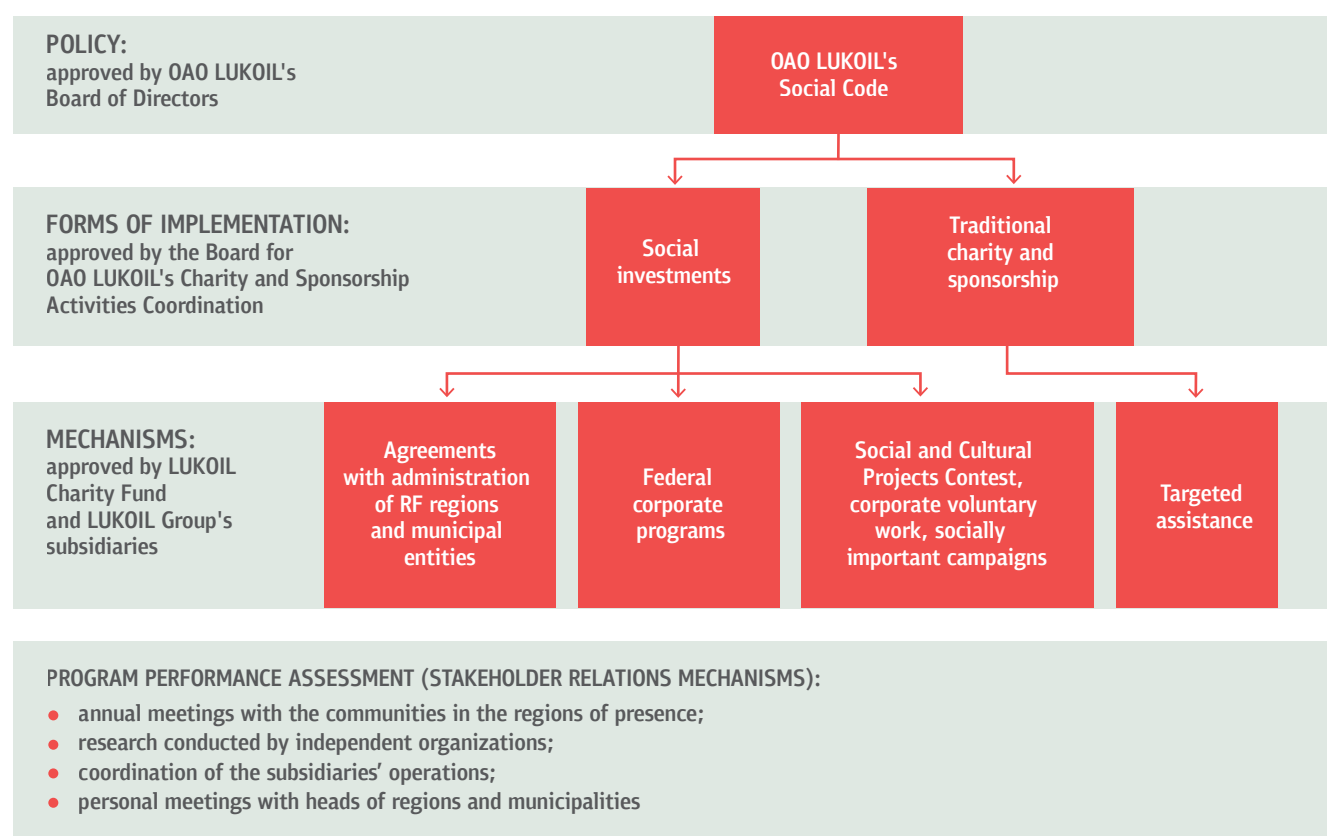 POLICY:
approved by OAO LUKOIL's
Board of Directors
OAO LUKOIL's
Social Code
FORMS OF IMPLEMENTATION:
approved by the Board for
OAO LUKOIL's Charity and Sponsorship
Activities Coordination
Social
investments
Traditional
charity and
sponsorship
MECHANISMS:
approved by LUKOIL
Charity Fund
and LUKOIL Group's
subsidiaries
Agreements
with administration
of RF regions
and municipal
entities
Federal
corporate
programs
Social and Cultural
Projects Contest,
corporate voluntary
work, socially
important campaigns
Targeted
assistance
PROGRAM PERFORMANCE ASSESSMENT (STAKEHOLDER RELATIONS MECHANISMS):
• annual meetings with the communities in the regions of presence;
• research conducted by independent organizations;
• coordination of the subsidiaries’ operations;
• personal meetings with heads of regions and municipalities